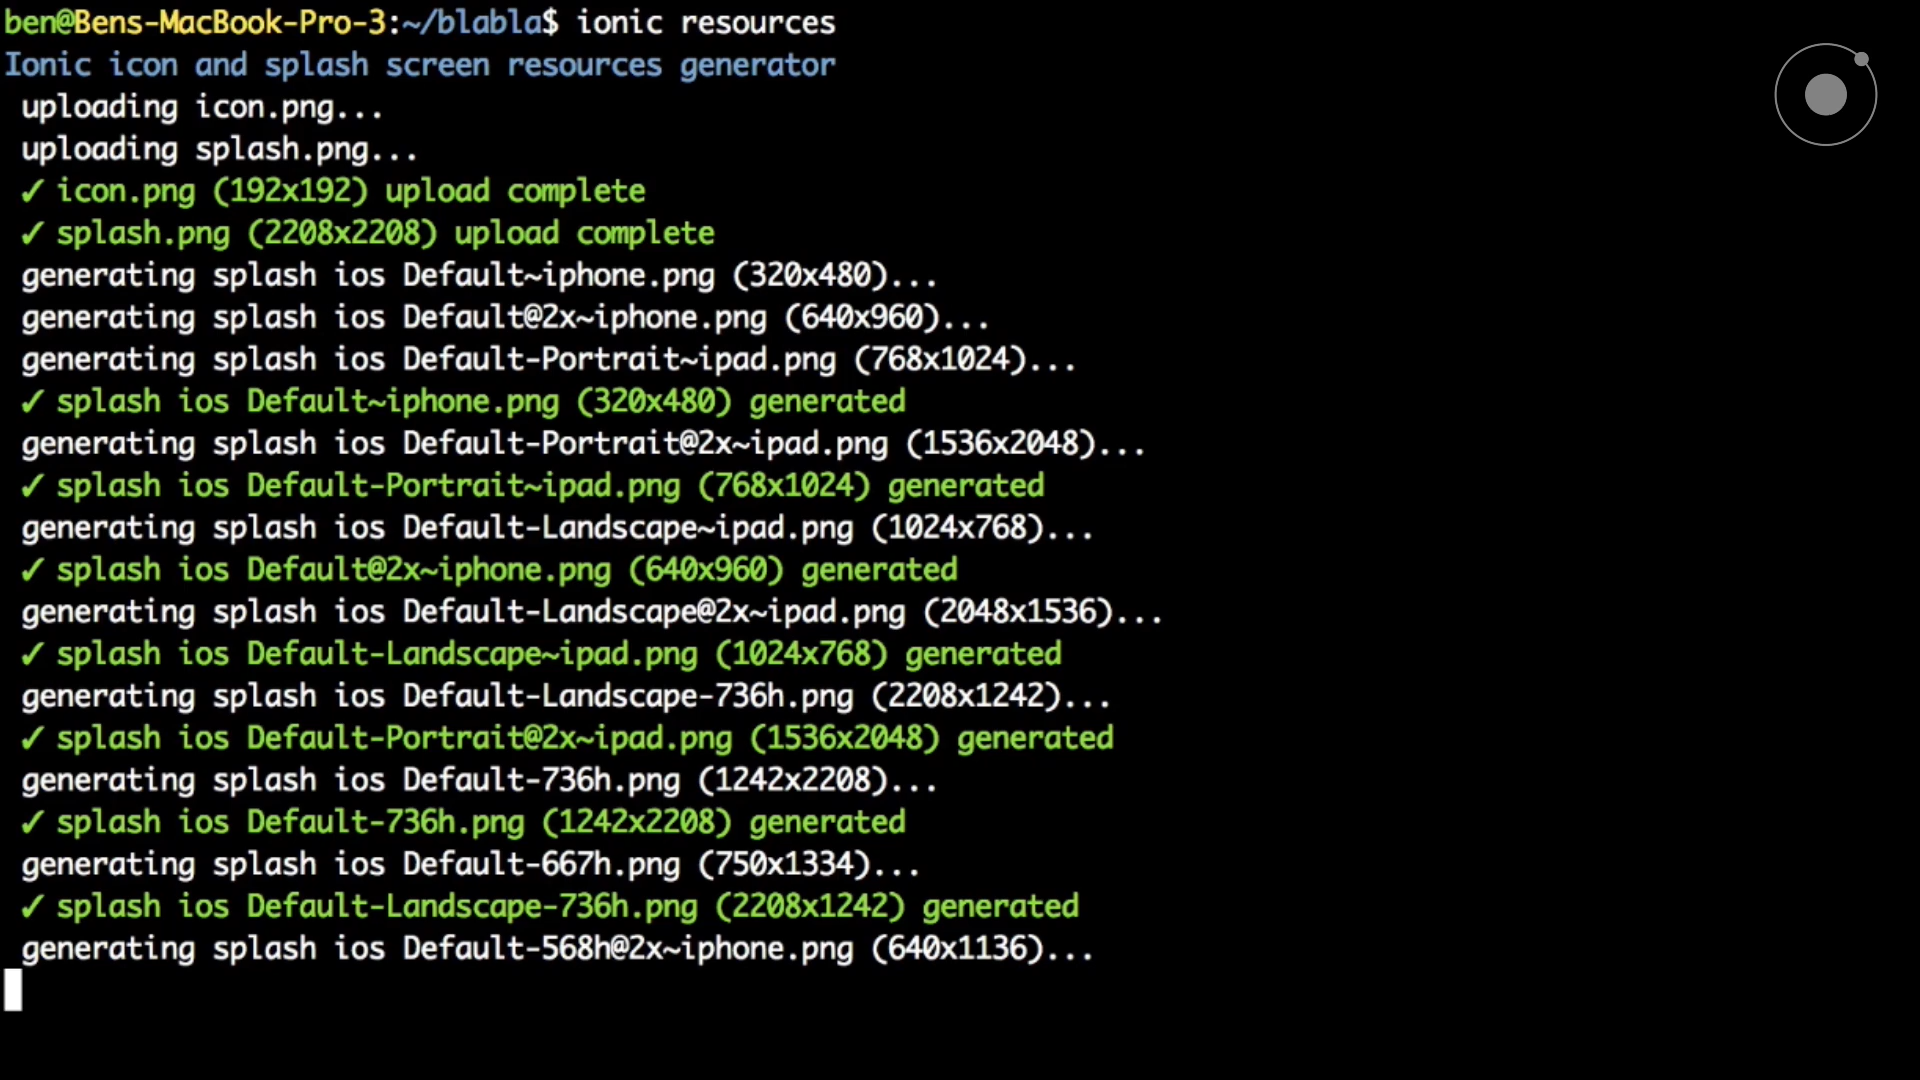 ben@Bens-MacBook-Pro-3:~/blabla$ ionic resources
Ionic icon and splash screen resources generator
uploading icon.png...
uploading splash.png...
✓ icon.png (192x192) upload complete
✓ splash.png (2208x2208) upload complete
generating splash ios Default~iphone.png (320x480)...
generating splash ios Default@2x~iphone.png (640x960)...
generating splash ios Default-Portrait~ipad.png (768x1024)...
✓ splash ios Default~iphone.png (320x480) generated
generating splash ios Default-Portrait@2x~ipad.png (1536x2048)...
✓ splash ios Default-Portrait~ipad.png (768x1024) generated
generating splash ios Default-Landscape~ipad.png (1024x768)...
✓ splash ios Default@2x~iphone.png (640x960) generated
generating splash ios Default-Landscape@2x~ipad.png (2048x1536)...
✓ splash ios Default-Landscape~ipad.png (1024x768) generated
generating splash ios Default-Landscape-736h.png (2208x1242)...
✓ splash ios Default-Portrait@2x~ipad.png (1536x2048) generated
generating splash ios Default-736h.png (1242x2208)...
✓ splash ios Default-736h.png (1242x2208) generated
generating splash ios Default-667h.png (750x1334)...
✓ splash ios Default-Landscape-736h.png (2208x1242) generated
generating splash ios Default-568h@2x~iphone.png (640x1136)...